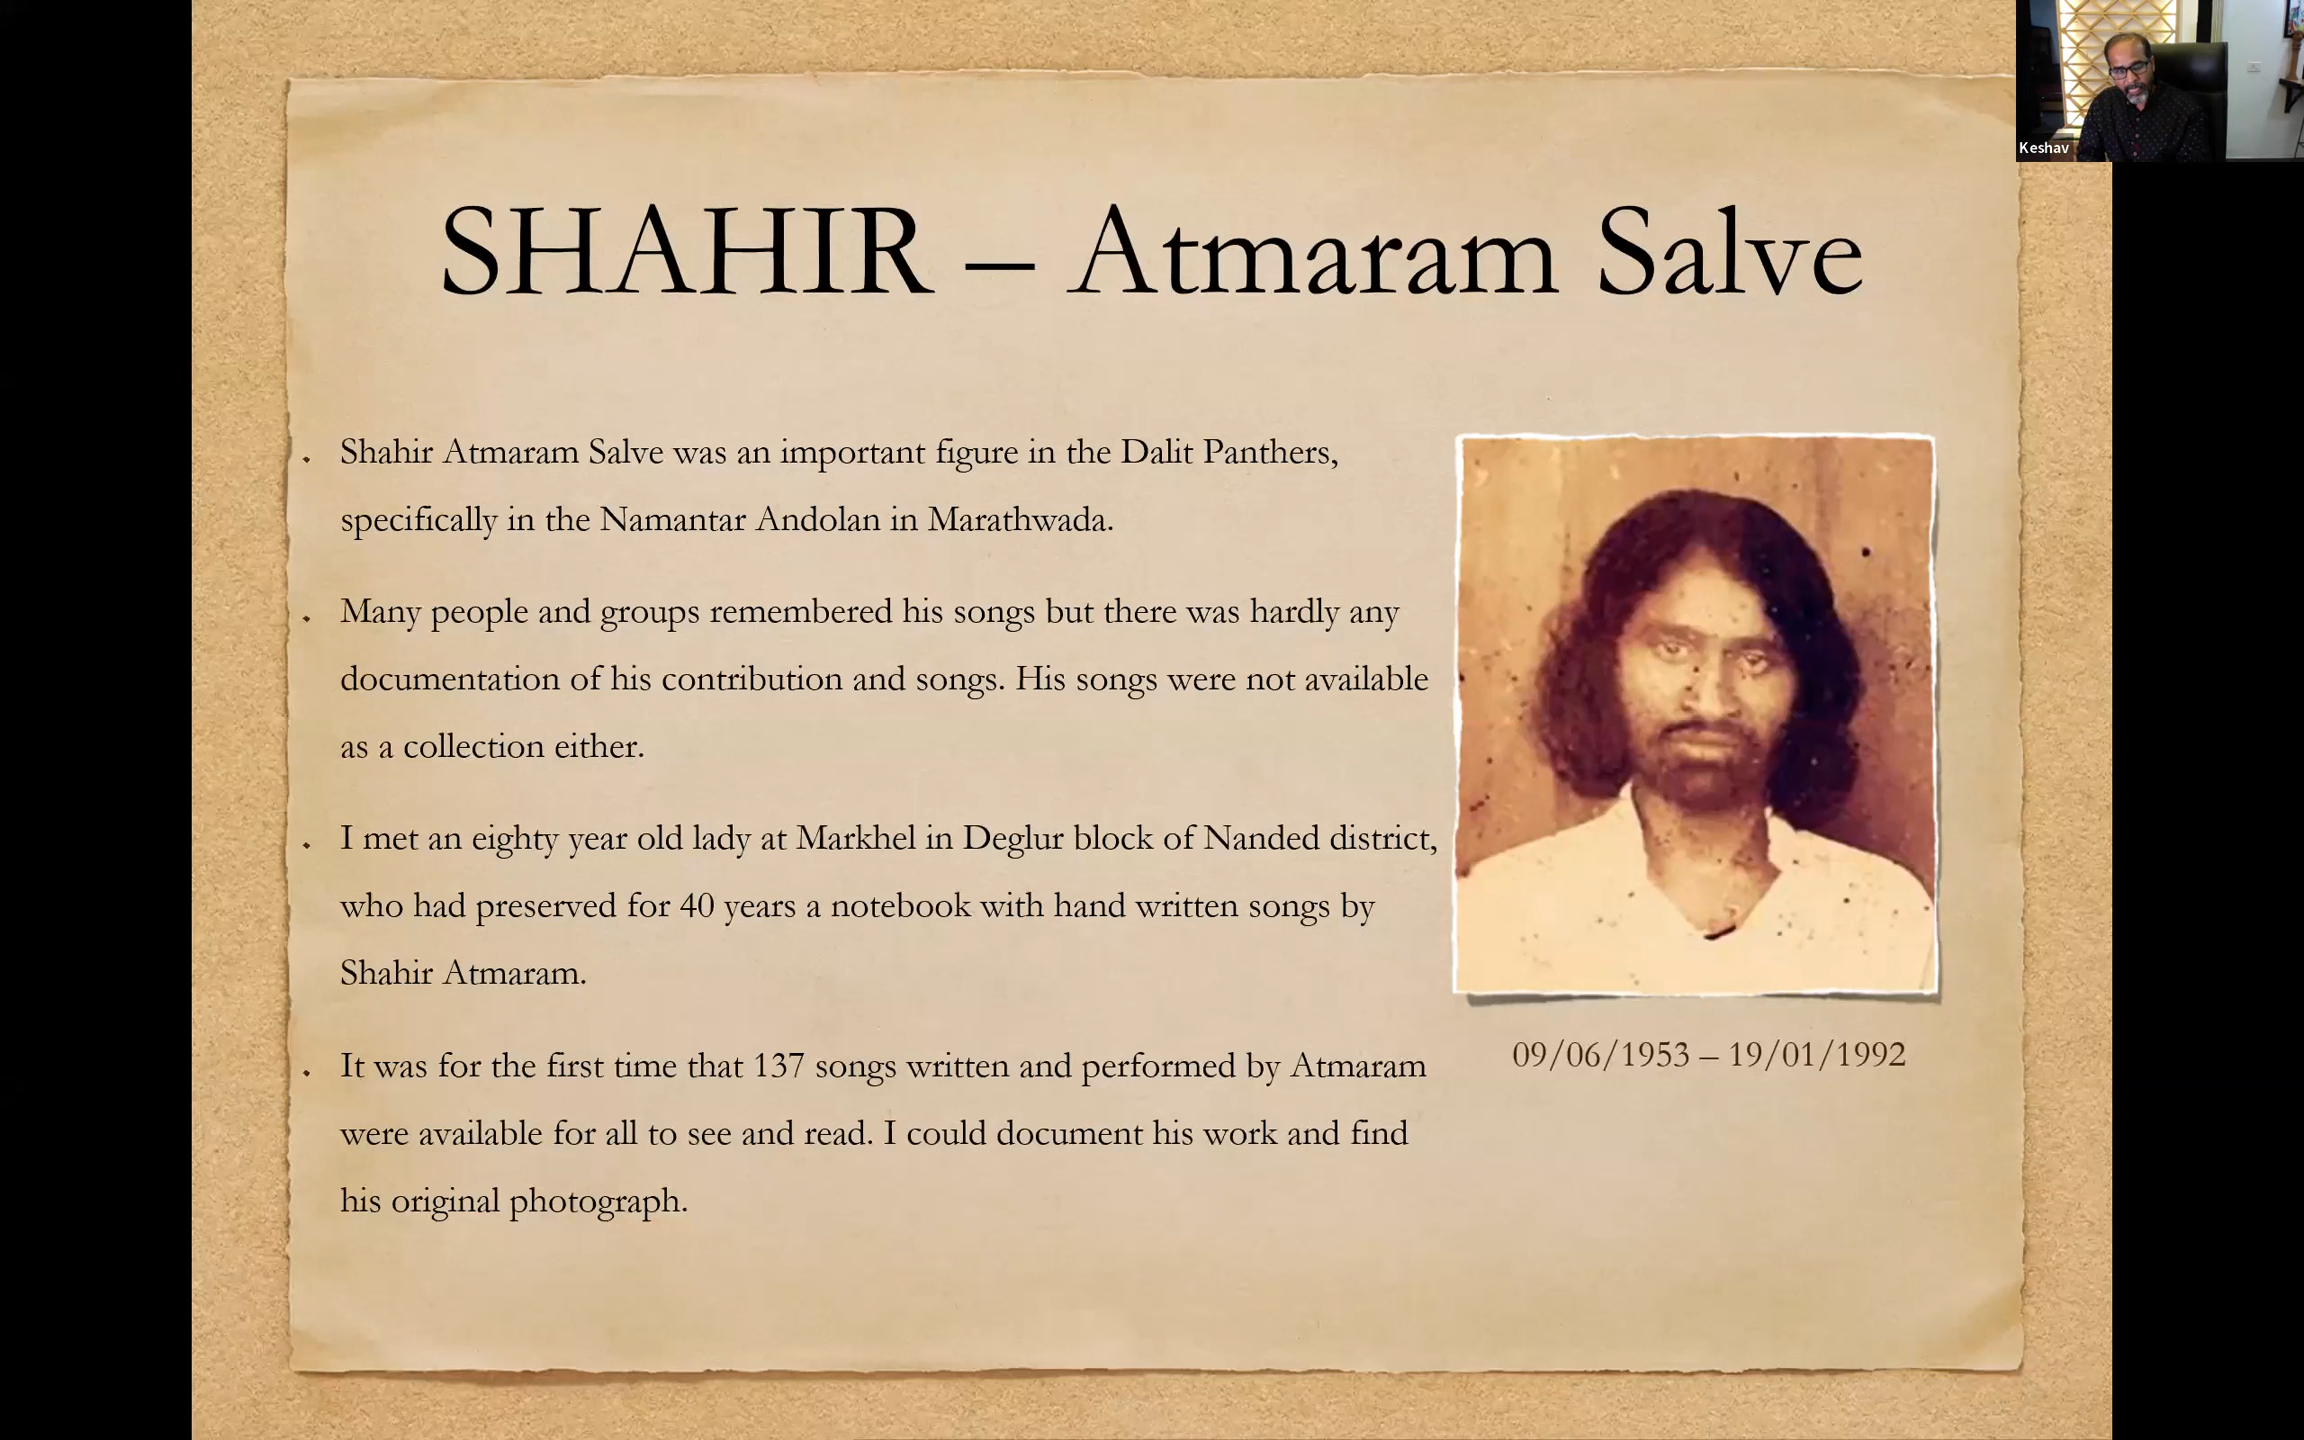 Keshav
SHAHIR – Atmaram Salve
Shahir Atmaram Salve was an important figure in the Dalit Panthers,
specifically in the Namantar Andolan in Marathwada.
Many people and groups remembered his songs but there was hardly any
documentation of his contribution and songs. His songs were not available
as a collection either.
I met an eighty year old lady at Markhel in Deglur block of Nanded district,
who had preserved for 40 years a notebook with hand written songs by
Shahir Atmaram.
It was for the first time that 137 songs written and performed by Atmaram
were available for all to see and read. I could document his work and find
his original photograph.
09/06/1953 – 19/01/1992